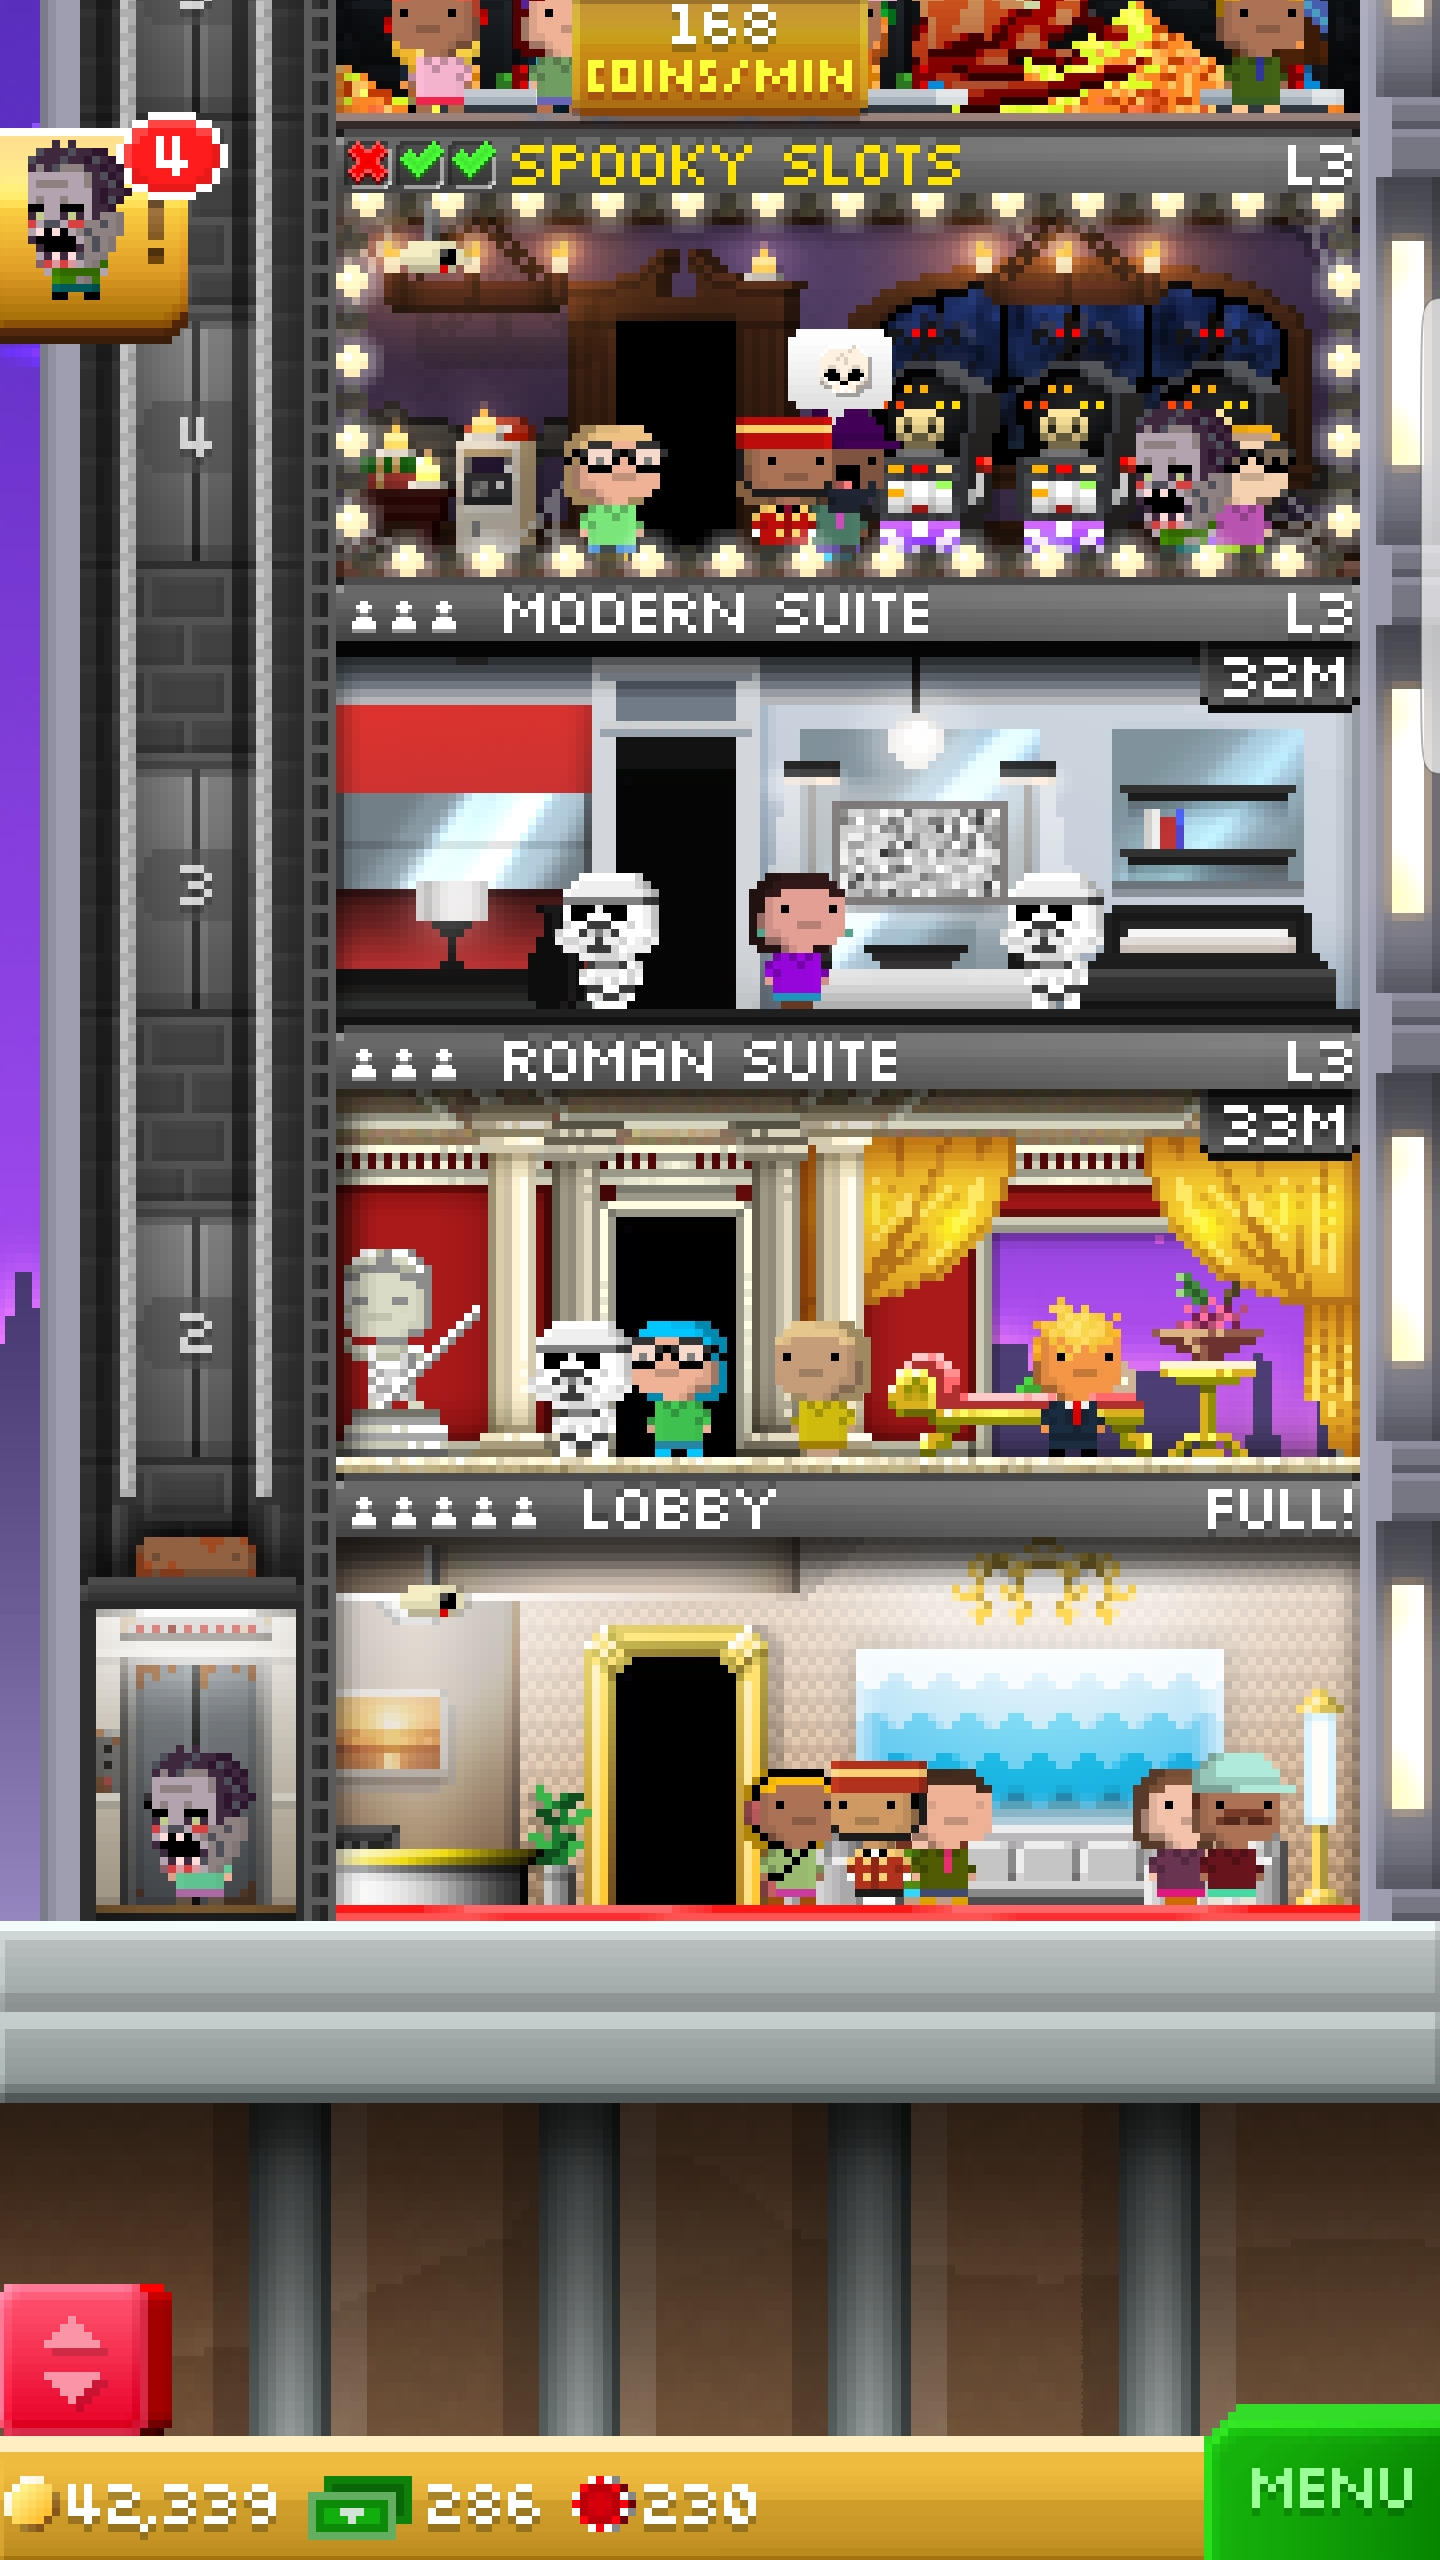 168
COINS/MIN
4
!
SPOOKY SLOTS
L3
4
MODERN SUITE
L3
32M
3
ROMAN SUITE
L3
33M
2
LOBBY
FULL!
42,339
286
230
MENU